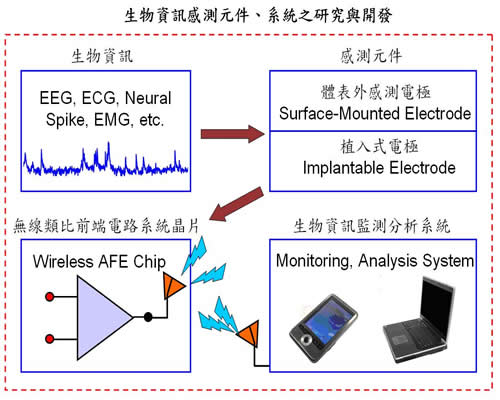 生物資訊感測元件、系統之研究與開發
生物資訊
EEG, ECG, Neural
Spike, EMG, etc.
感測元件
體表外感測電極
Surface-Mounted Electrode
植入式電極
Implantable Electrode
無線類比前端電路系統晶片
Wireless AFE Chip
生物資訊監測分析系統
Monitoring, Analysis System